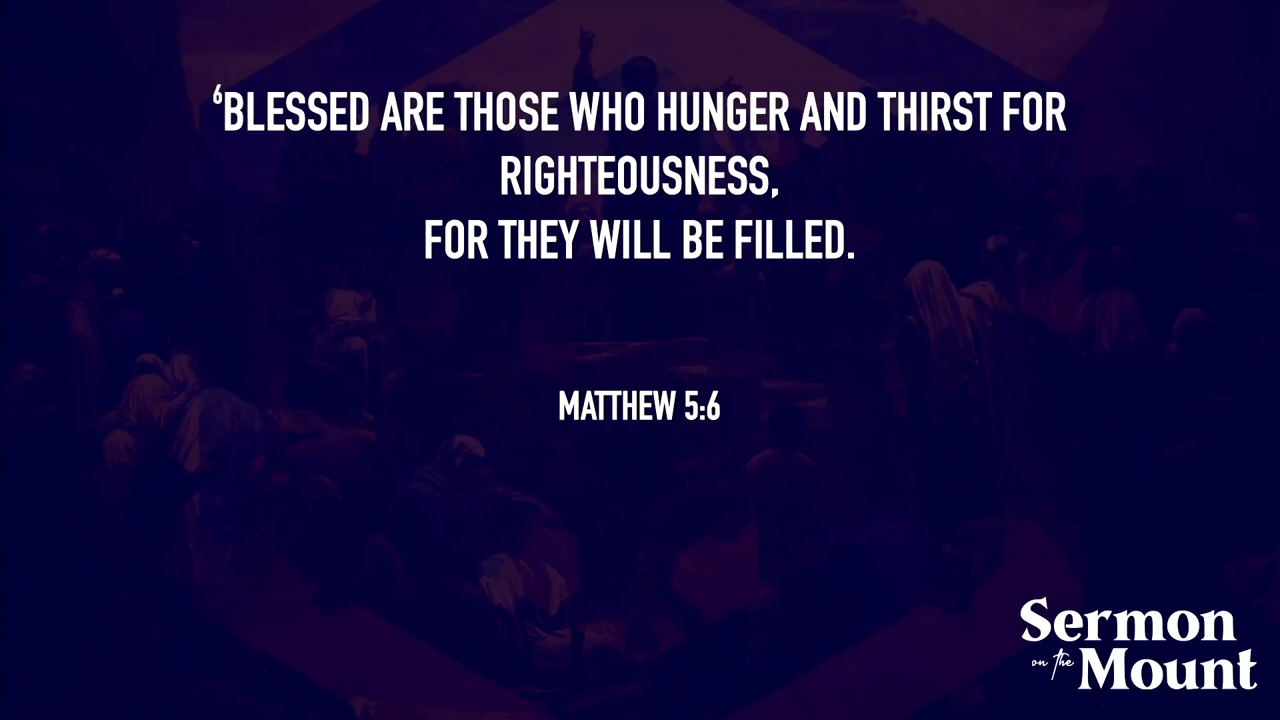 ⁶BLESSED ARE THOSE WHO HUNGER AND THIRST FOR
RIGHTEOUSNESS,
FOR THEY WILL BE FILLED.
MATTHEW 5:6
Sermon
on the Mount